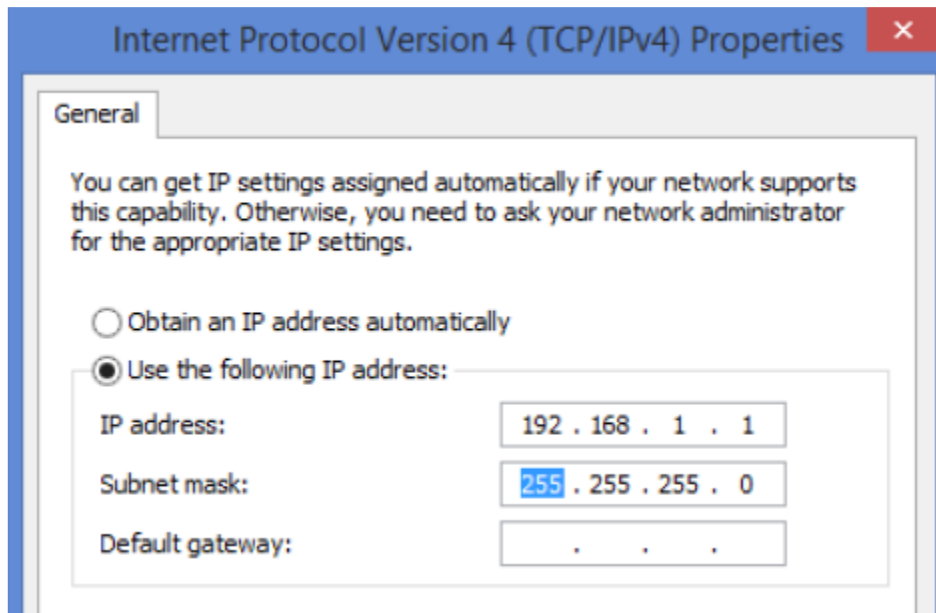 Internet Protocol Version 4 (TCP/IPv4) Properties
General
You can get IP settings assigned automatically if your network supports
this capability. Otherwise, you need to ask your network administrator
for the appropriate IP settings.
Obtain an IP address automatically
Use the following IP address:
IP address: 192 . 168 . 1 . 1
Subnet mask: 255 . 255 . 255 . 0
Default gateway: . . .